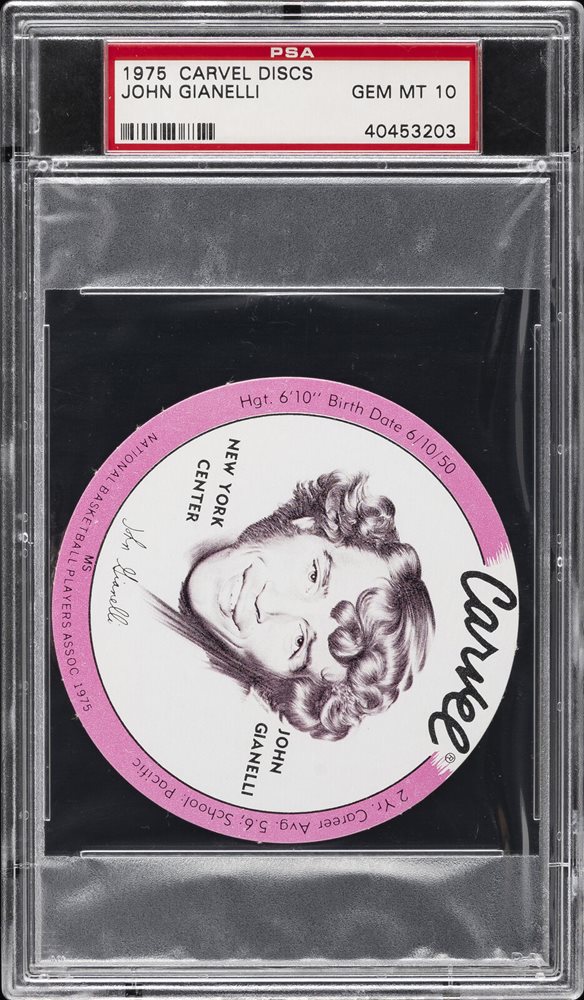 PSA
1975 CARVEL DISCS
JOHN GIANELLI GEM MT 10
40453203
Carvel®
Hgt. 6'10" Birth Date 6/10/50
NEW YORK
CENTER
JOHN
GIANELLI
John Gianelli
2 Yr. Career Avg. 5.6; School: Pacific
MS
NATIONAL BASKETBALL PLAYERS ASSOC. 1975